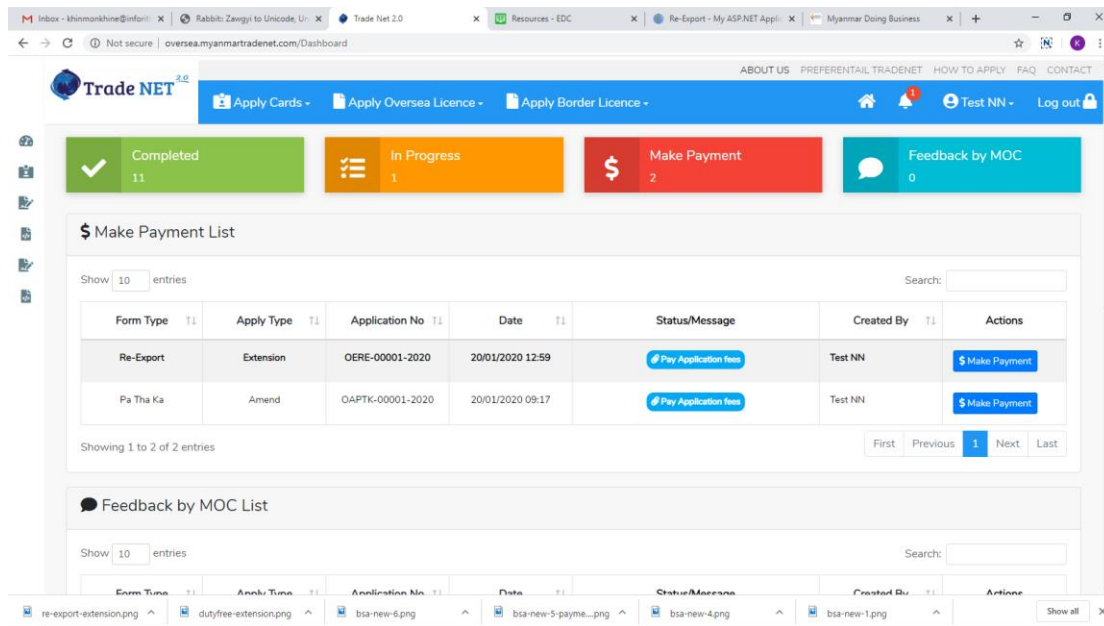 Inbox - khinmonkhine@inforit
Rabbit: Zawgyi to Unicode, Un
Trade Net 2.0
Resources - EDC
Re-Export - My ASP.NET Applic
Myanmar Doing Business
Not secure | oversea.myanmartradenet.com/Dashboard
ABOUT US PREFERENTAIL TRADENET HOW TO APPLY FAQ CONTACT
Trade NET 2.0
Apply Cards Apply Oversea Licence Apply Border Licence 1 Test NN Log out
Completed
11
In Progress
1
Make Payment
2
Feedback by MOC
0
$ Make Payment List
Show 10 entries Search:
Form Type Apply Type Application No Date Status/Message Created By Actions
Re-Export Extension OERE-00001-2020 20/01/2020 12:59 Pay Application fees Test NN $ Make Payment
Pa Tha Ka Amend OAPTK-00001-2020 20/01/2020 09:17 Pay Application fees Test NN $ Make Payment
Showing 1 to 2 of 2 entries First Previous 1 Next Last
Feedback by MOC List
Show 10 entries Search:
Form Type Apply Type Application No Date Status/Message Created By Actions
re-export-extension.png dutyfree-extension.png bsa-new-6.png bsa-new-5-payme....png bsa-new-4.png bsa-new-1.png Show all